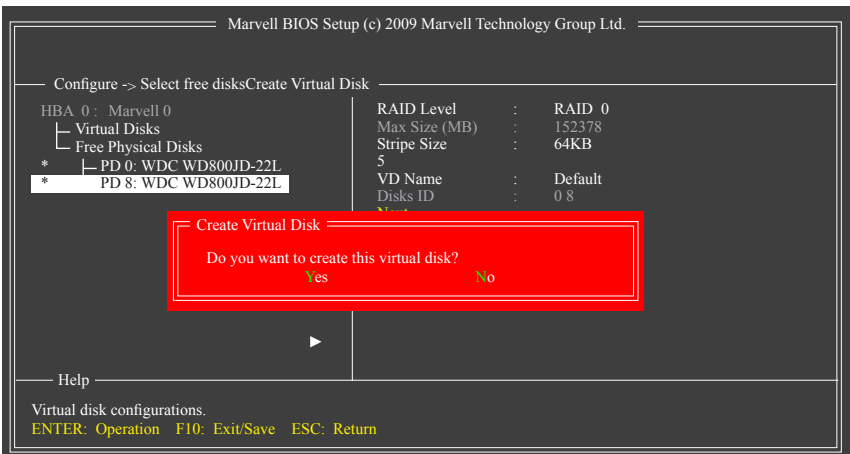 Marvell BIOS Setup (c) 2009 Marvell Technology Group Ltd.
Configure -> Select free disksCreate Virtual Disk
HBA 0 : Marvell 0
Virtual Disks
Free Physical Disks
* PD 0: WDC WD800JD-22L
* PD 8: WDC WD800JD-22L
RAID Level : RAID 0
Max Size (MB) : 152378
Stripe Size : 64KB
5
VD Name : Default
Disks ID : 0 8
Create Virtual Disk
Do you want to create this virtual disk?
Yes No
Help
Virtual disk configurations.
ENTER: Operation F10: Exit/Save ESC: Return